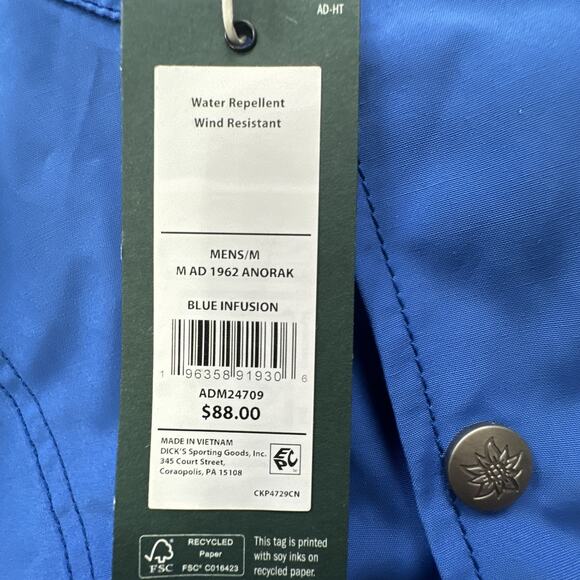 AD-HT
Water Repellent
Wind Resistant
MENS/M
M AD 1962 ANORAK
BLUE INFUSION
1 96358 91930 6
ADM24709
$88.00
MADE IN VIETNAM
DICK'S Sporting Goods, Inc.
345 Court Street,
Coraopolis, PA 15108
EPC
CKP4729CN
FSC
RECYCLED
Paper
FSC® C016423
This tag is printed
with soy inks on
recycled paper.